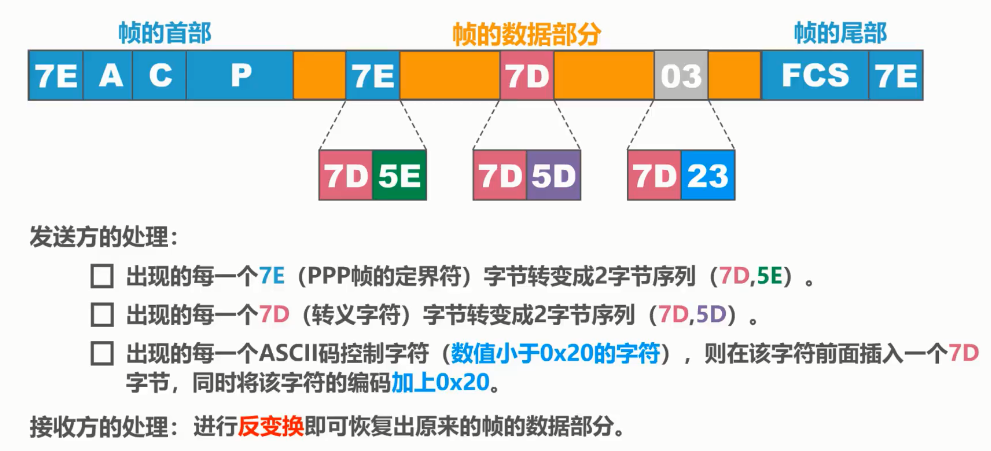 帧的首部 帧的数据部分 帧的尾部
7E A C P 7E 7D 03 FCS 7E
7D 5E 7D 5D 7D 23
发送方的处理：
出现的每一个7E（PPP帧的定界符）字节转变成2字节序列（7D,5E）。
出现的每一个7D（转义字符）字节转变成2字节序列（7D,5D）。
出现的每一个ASCII码控制字符（数值小于0x20的字符），则在该字符前面插入一个7D
字节，同时将该字符的编码加上0x20。
接收方的处理：进行反变换即可恢复出原来的帧的数据部分。